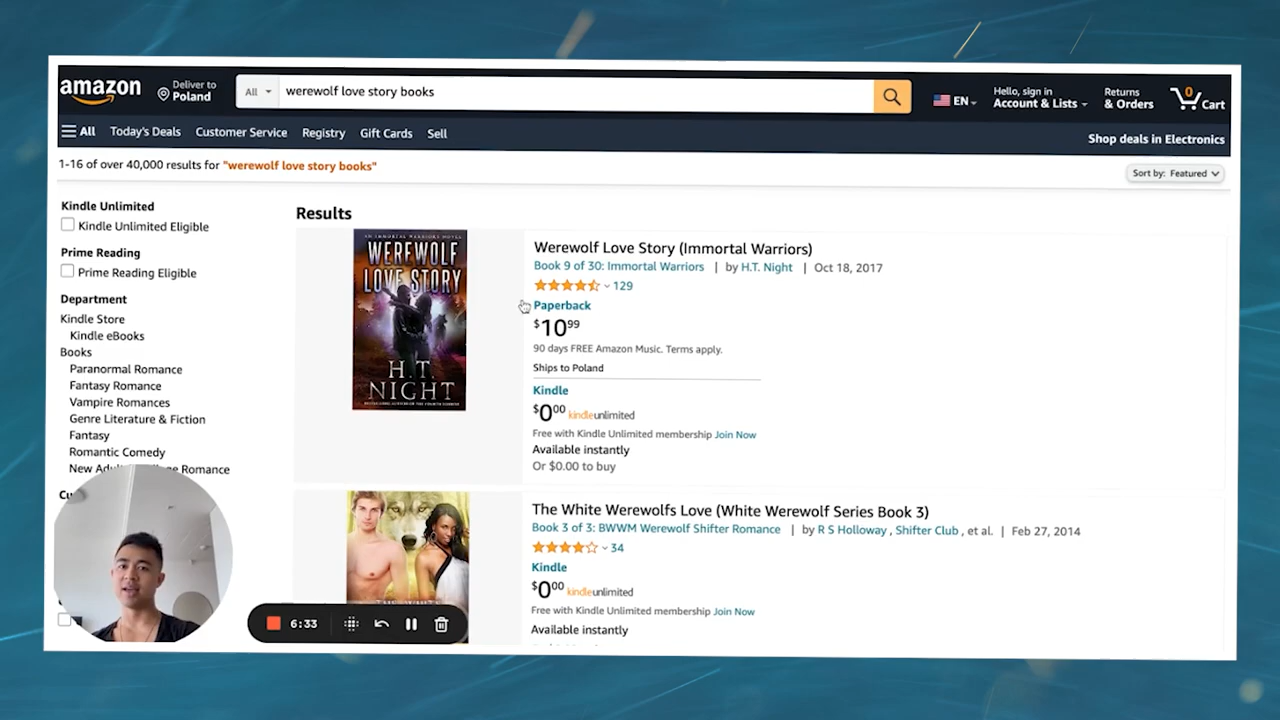 amazon
Deliver to
Poland
All
werewolf love story books
EN
Hello, sign in
Account & Lists
Returns
& Orders
0
Cart
All
Today's Deals
Customer Service
Registry
Gift Cards
Sell
Shop deals in Electronics
1-16 of over 40,000 results for "werewolf love story books"
Sort by: Featured
Kindle Unlimited
Kindle Unlimited Eligible
Prime Reading
Prime Reading Eligible
Department
Kindle Store
Kindle eBooks
Books
Paranormal Romance
Fantasy Romance
Vampire Romances
Genre Literature & Fiction
Fantasy
Romantic Comedy
Romance
Results
WEREWOLF
LOVE STORY
H.T.
NIGHT
Werewolf Love Story (Immortal Warriors)
Book 9 of 30: Immortal Warriors | by H.T. Night | Oct 18, 2017
129
Paperback
$10.99
90 days FREE Amazon Music. Terms apply.
Ships to Poland
Kindle
$0.00 kindleunlimited
Free with Kindle Unlimited membership Join Now
Available instantly
Or $0.00 to buy
The White Werewolfs Love (White Werewolf Series Book 3)
Book 3 of 3: BWWM Werewolf Shifter Romance | by R S Holloway , Shifter Club , et al. | Feb 27, 2014
34
Kindle
$0.00 kindleunlimited
Free with Kindle Unlimited membership Join Now
Available instantly
6:33